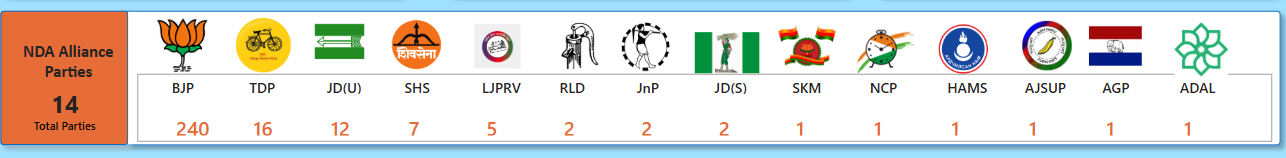 NDA Alliance
Parties
14
Total Parties
शिवसेना
BJP TDP JD(U) SHS LJPRV RLD JnP JD(S) SKM NCP HAMS AJSUP AGP ADAL
240 16 12 7 5 2 2 2 1 1 1 1 1 1